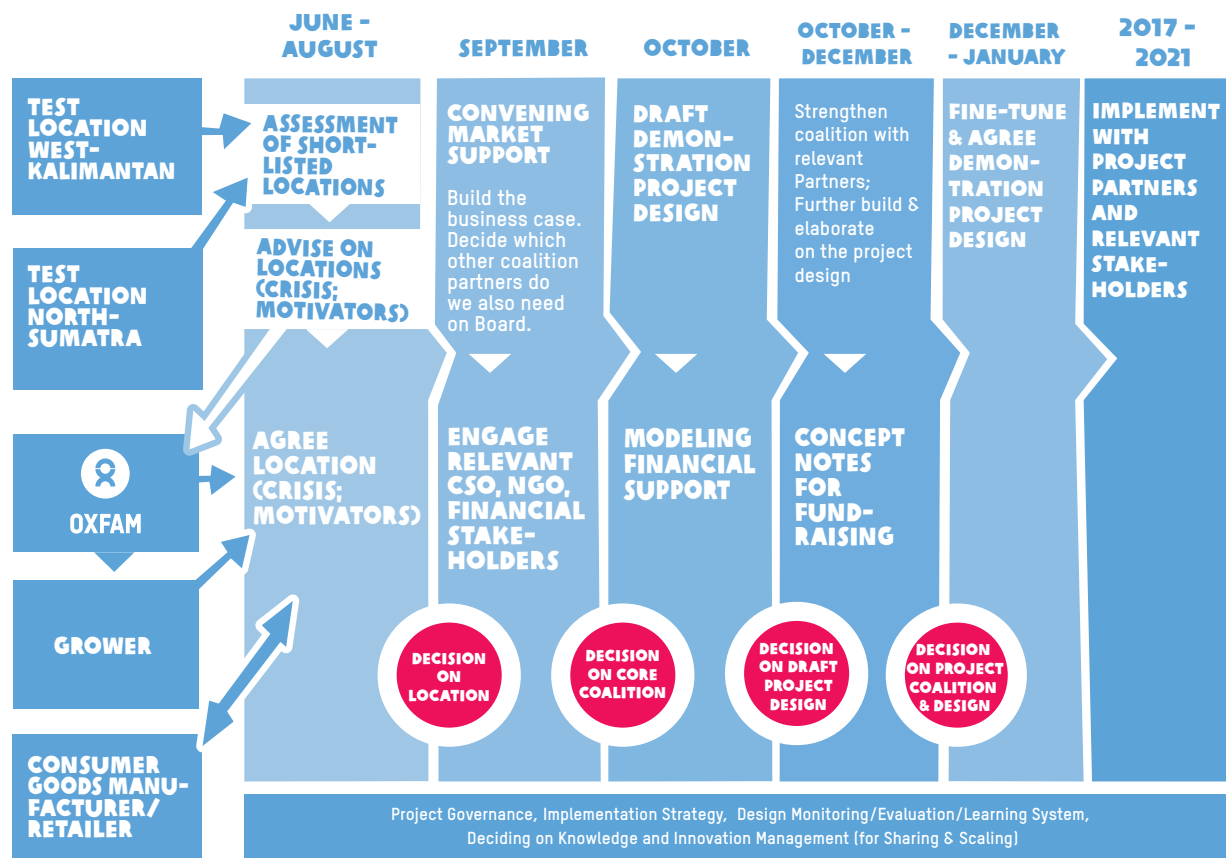 JUNE -
AUGUST
SEPTEMBER
OCTOBER
OCTOBER -
DECEMBER
DECEMBER
- JANUARY
2017 -
2021
TEST
LOCATION
WEST-
KALIMANTAN
TEST
LOCATION
NORTH-
SUMATRA
OXFAM
GROWER
CONSUMER
GOODS MANU-
FACTURER/
RETAILER
ASSESSMENT
OF SHORT-
LISTED
LOCATIONS
ADVISE ON
LOCATIONS
(CRISIS;
MOTIVATORS)
AGREE
LOCATION
(CRISIS;
MOTIVATORS)
CONVENING
MARKET
SUPPORT
Build the
business case.
Decide which
other coalition
partners do
we also need
on Board.
ENGAGE
RELEVANT
CSO, NGO,
FINANCIAL
STAKE-
HOLDERS
DRAFT
DEMON-
STRATION
PROJECT
DESIGN
MODELING
FINANCIAL
SUPPORT
Strengthen
coalition with
relevant
Partners;
Further build &
elaborate
on the project
design
CONCEPT
NOTES
FOR
FUND-
RAISING
FINE-TUNE
& AGREE
DEMON-
TRATION
PROJECT
DESIGN
IMPLEMENT
WITH
PROJECT
PARTNERS
AND
RELEVANT
STAKE-
HOLDERS
DECISION
ON
LOCATION
DECISION
ON CORE
COALITION
DECISION
ON DRAFT
PROJECT
DESIGN
DECISION
ON PROJECT
COALITION
& DESIGN
Project Governance, Implementation Strategy, Design Monitoring/Evaluation/Learning System,
Deciding on Knowledge and Innovation Management (for Sharing & Scaling)